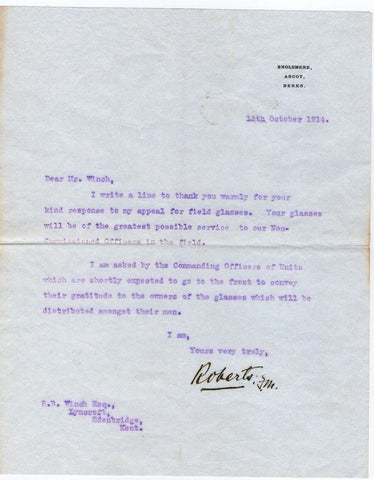 ENGLEMERE,
ASCOT,
BERKS.
13th October 1914.
Dear Mr. Winch,
I write a line to thank you warmly for your
kind response to my appeal for field glasses. Your glasses
will be of the greatest possible service to our Non-
Commissioned Officers in the field.
I am asked by the Commanding Officers of Units
which are shortly expected to go to the front to convey
their gratitude to the owners of the glasses which will be
distributed amongst their men.
I am,
Yours very truly,
Roberts. F.M.
Winch Esq.,
Lyncroft,
Edenbridge,
Kent.